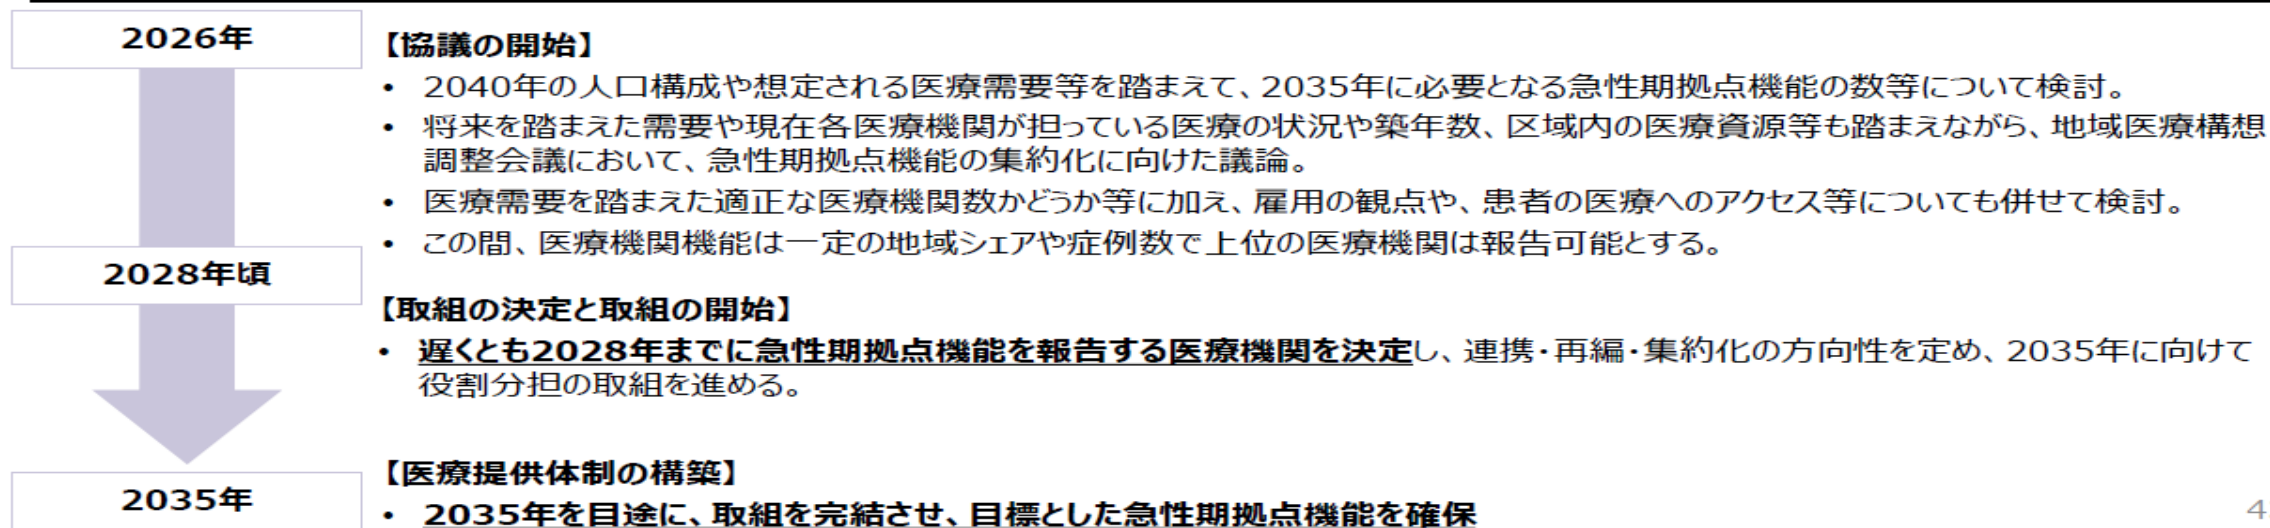 2026年
【協議の開始】
• 2040年の人口構成や想定される医療需要等を踏まえて、2035年に必要となる急性期拠点機能の数等について検討。
• 将来を踏まえた需要や現在各医療機関が担っている医療の状況や築年数、区域内の医療資源等も踏まえながら、地域医療構想
調整会議において、急性期拠点機能の集約化に向けた議論。
• 医療需要を踏まえた適正な医療機関数かどうか等に加え、雇用の観点や、患者の医療へのアクセス等についても併せて検討。
• この間、医療機関機能は一定の地域シェアや症例数で上位の医療機関は報告可能とする。
2028年頃
【取組の決定と取組の開始】
• 遅くとも2028年までに急性期拠点機能を報告する医療機関を決定し、連携・再編・集約化の方向性を定め、2035年に向けて
役割分担の取組を進める。
【医療提供体制の構築】
2035年
• 2035年を目途に、取組を完結させ、目標とした急性期拠点機能を確保